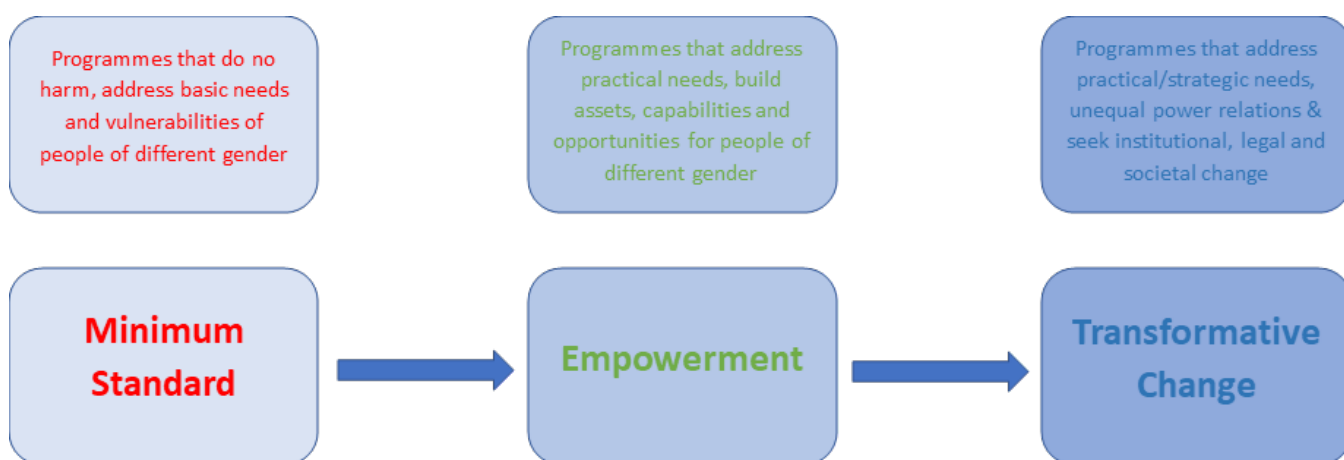 Programmes that do no
harm, address basic needs
and vulnerabilities of
people of different gender
Programmes that address
practical needs, build
assets, capabilities and
opportunities for people of
different gender
Programmes that address
practical/strategic needs,
unequal power relations &
seek institutional, legal and
societal change
Minimum
Standard
Empowerment
Transformative
Change